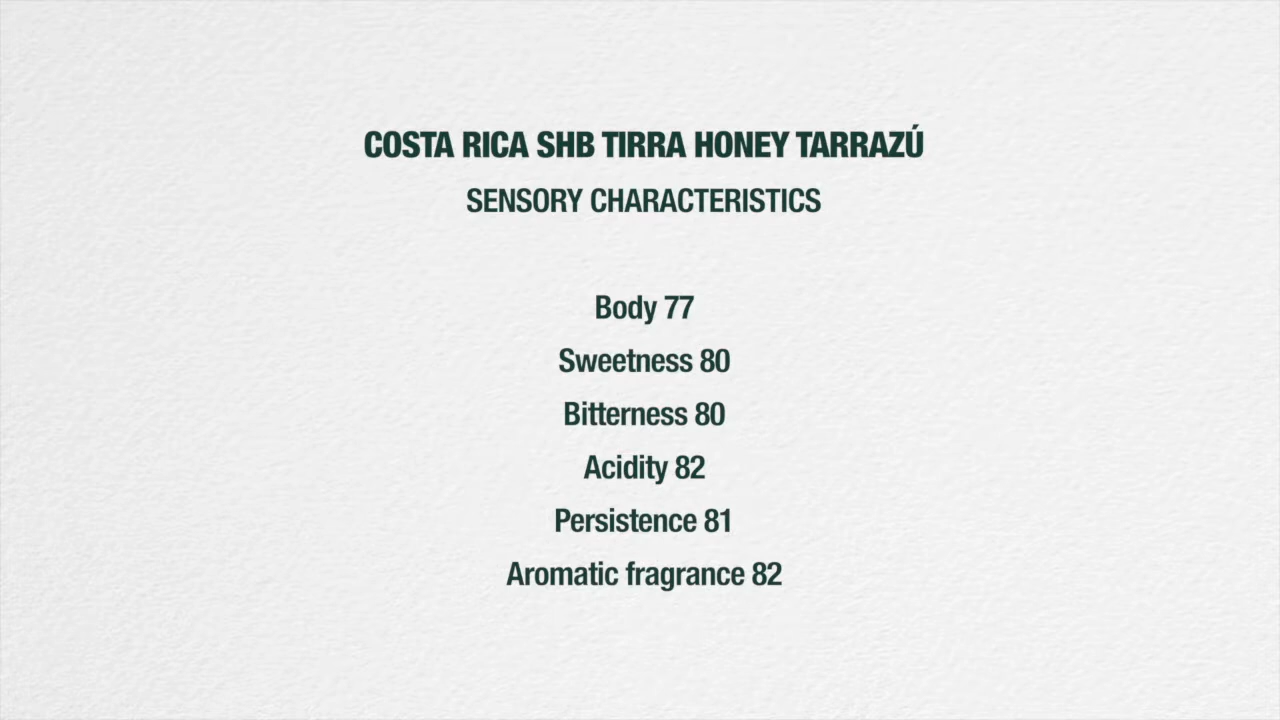 COSTA RICA SHB TIRRA HONEY TARRAZÚ
SENSORY CHARACTERISTICS
Body 77
Sweetness 80
Bitterness 80
Acidity 82
Persistence 81
Aromatic fragrance 82